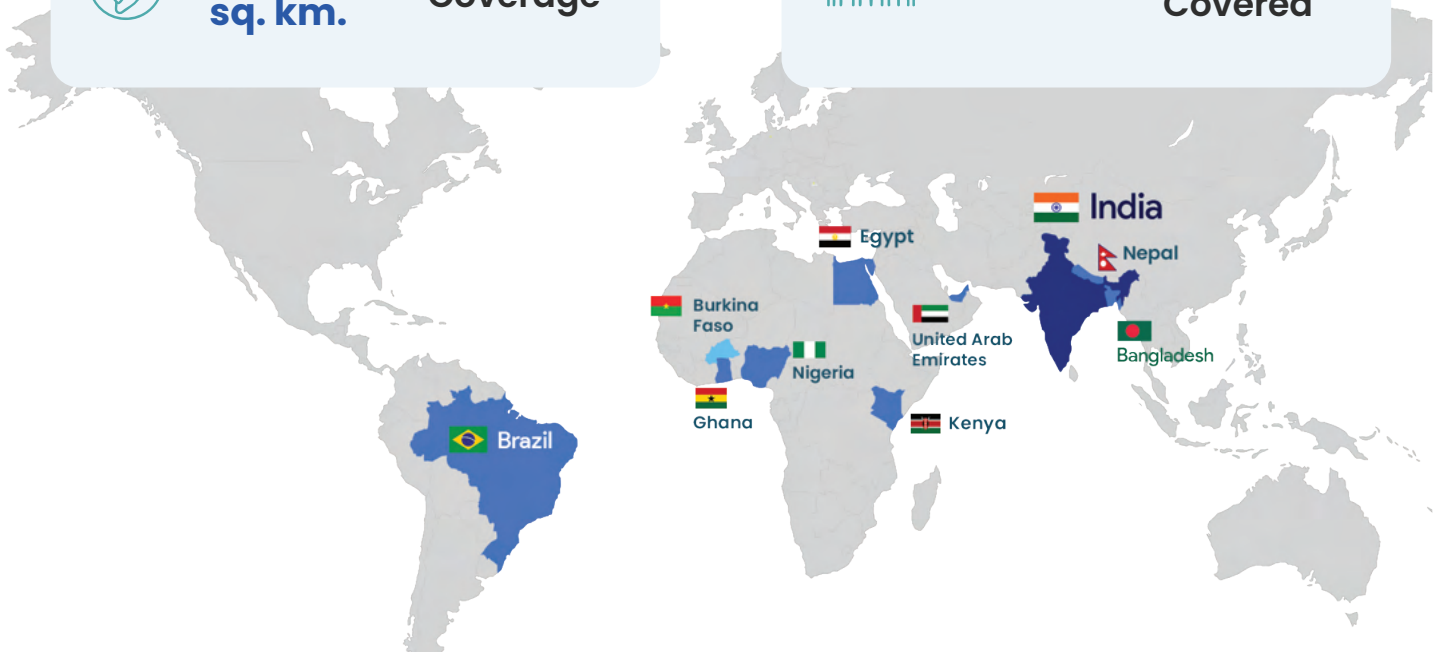 sq. km.
Coverage
Covered
India
Egypt
Nepal
Burkina
Faso
United Arab
Emirates
Bangladesh
Nigeria
Ghana
Kenya
Brazil